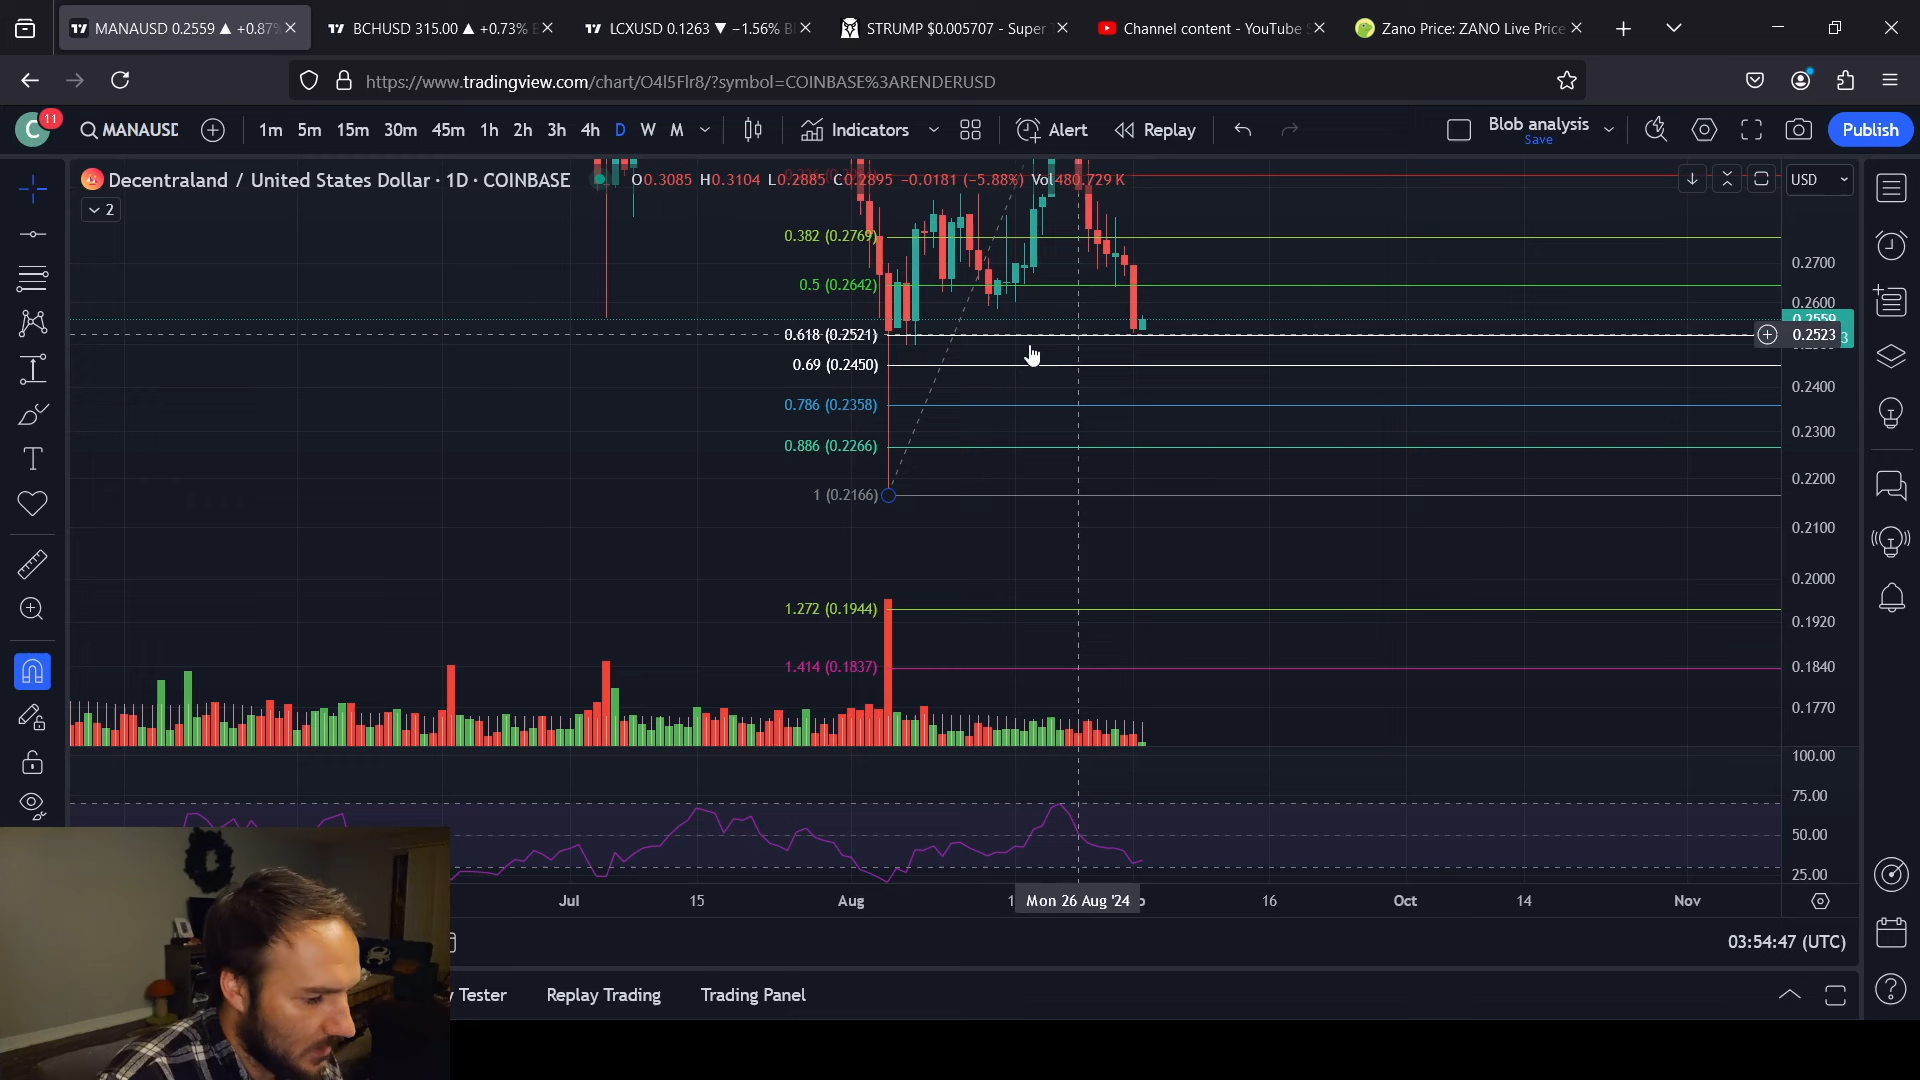 MANAUSD 0.2559 ▲ +0.87%
BCHUSD 315.00 ▲ +0.73% B
LCXUSD 0.1263 ▼ −1.56% B
STRUMP $0.005707 - Super
Channel content - YouTube S
Zano Price: ZANO Live Price
https://www.tradingview.com/chart/O4l5Flr8/?symbol=COINBASE%3ARENDERUSD
C 11
MANAUSD
1m 5m 15m 30m 45m 1h 2h 3h 4h D W M
Indicators
Alert
Replay
Blob analysis
Save
Publish
Decentraland / United States Dollar · 1D · COINBASE
O0.3085 H0.3104 L0.2885 C0.2895 −0.0181 (−5.88%) Vol480.729 K
USD
2
0.382 (0.2769)
0.2700
0.5 (0.2642)
0.2600
0.2559
0.618 (0.2521)
0.2523
0.69 (0.2450)
0.2400
0.786 (0.2358)
0.2300
0.886 (0.2266)
0.2200
1 (0.2166)
0.2100
0.2000
1.272 (0.1944)
0.1920
1.414 (0.1837)
0.1840
0.1770
100.00
75.00
50.00
25.00
Jul 15 Aug Mon 26 Aug '24 16 Oct 14 Nov
03:54:47 (UTC)
y Tester Replay Trading Trading Panel